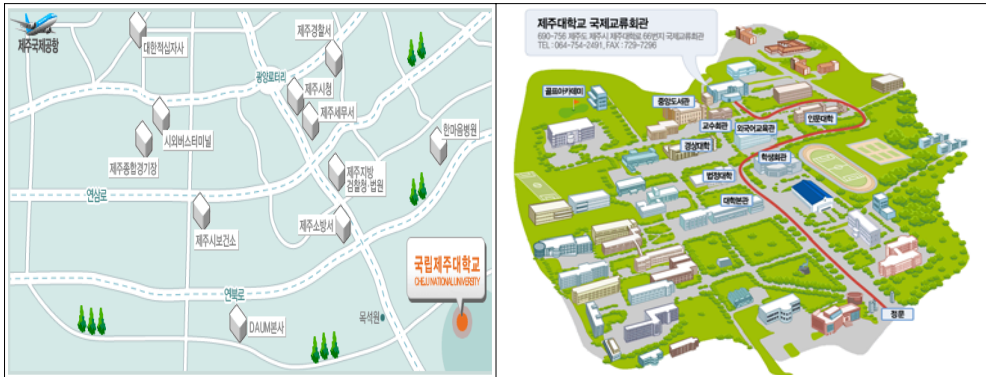 제주국제공항
대한적십자사
제주경찰서
광양로터리
제주시청
제주세무서
시외버스터미널
제주종합경기장
한마음병원
제주지방
검찰청·법원
연삼로
제주시보건소
제주소방서
국립제주대학교
CHEJU NATIONAL UNIVERSITY
연북로
목석원
DAUM본사
제주대학교 국제교류회관
690-756 제주도 제주시 제주대학로 66번지 국제교류회관
TEL : 064-754-2491, FAX : 729-7296
골프아카데미
중앙도서관
교수회관
외국어교육관
인문대학
경상대학
학생회관
법정대학
대학본관
정문